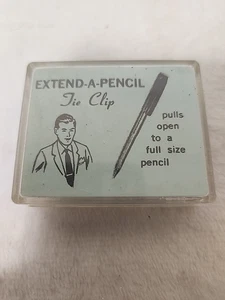 EXTEND-A-PENCIL
Tie Clip
pulls
open
to a
full size
pencil